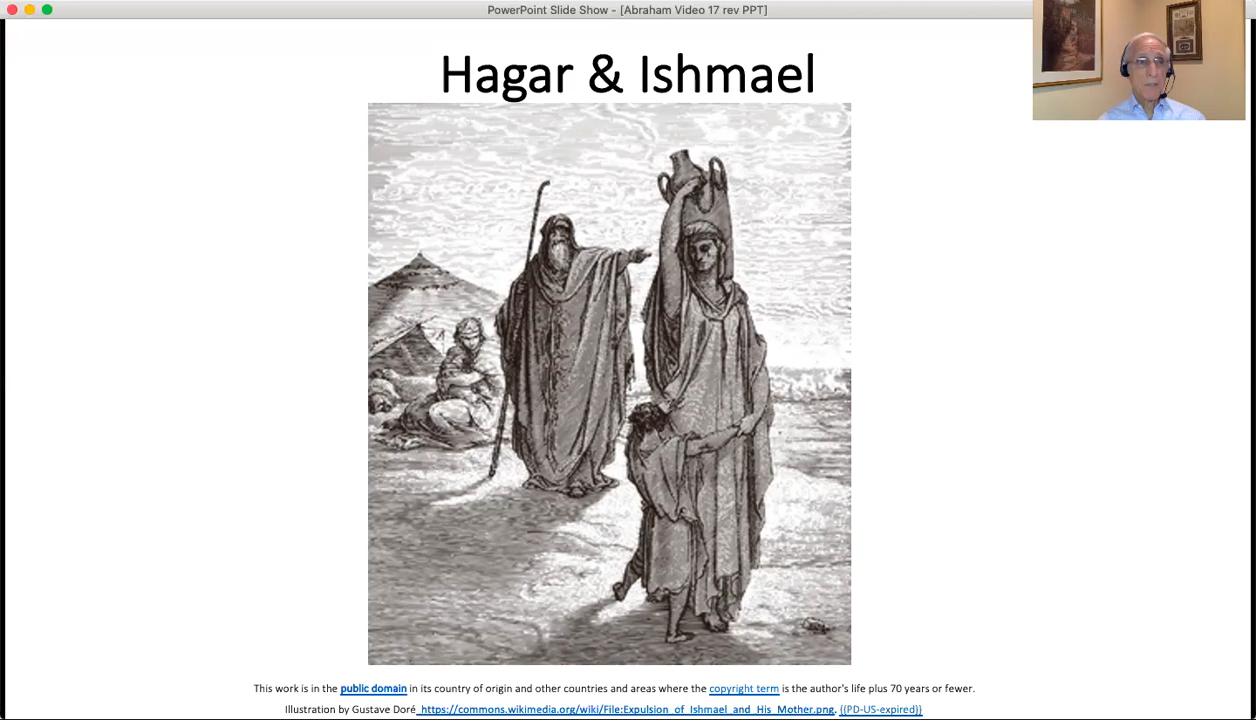 PowerPoint Slide Show - [Abraham Video 17 rev PPT]
Hagar & Ishmael
This work is in the public domain in its country of origin and other countries and areas where the copyright term is the author's life plus 70 years or fewer.
Illustration by Gustave Doré https://commons.wikimedia.org/wiki/File:Expulsion_of_Ishmael_and_His_Mother.png. {{PD-US-expired}}